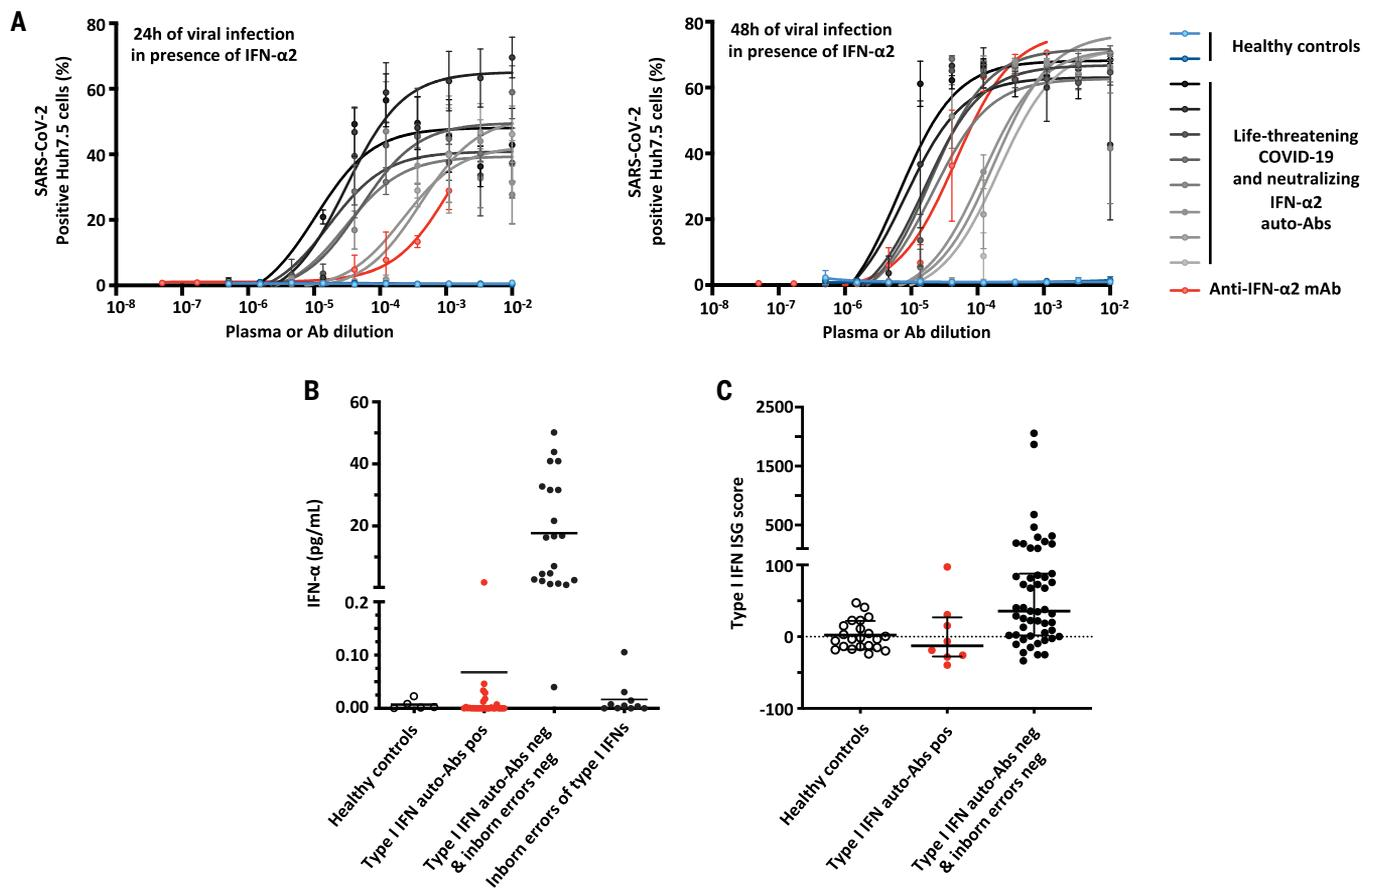 A
24h of viral infection
in presence of IFN-α2
80
60
40
20
0
SARS-CoV-2
Positive Huh7.5 cells (%)
10-8
10-7
10-6
10-5
10-4
10-3
10-2
Plasma or Ab dilution
48h of viral infection
in presence of IFN-α2
80
60
40
20
0
SARS-CoV-2
positive Huh7.5 cells (%)
10-8
10-7
10-6
10-5
10-4
10-3
10-2
Plasma or Ab dilution
Healthy controls
Life-threatening
COVID-19
and neutralizing
IFN-α2
auto-Abs
Anti-IFN-α2 mAb
B
60
40
20
0.2
0.10
0.00
IFN-α (pg/mL)
Healthy controls
Type I IFN auto-Abs pos
Type I IFN auto-Abs neg
& inborn errors neg
Inborn errors of type I IFNs
C
2500
1500
500
100
0
-100
Type I IFN ISG score
Healthy controls
Type I IFN auto-Abs pos
Type I IFN auto-Abs neg
& inborn errors neg